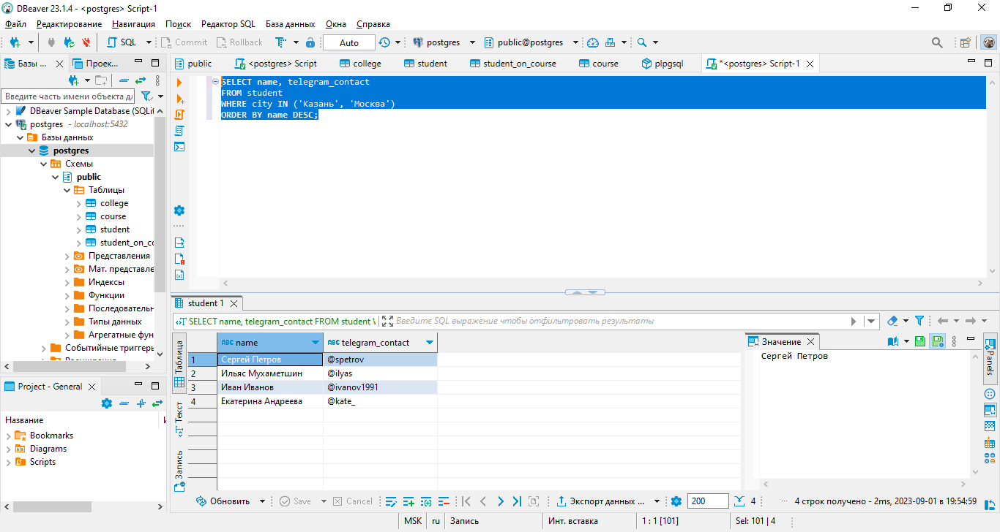 DBeaver 23.1.4 - <postgres> Script-1
Файл Редактирование Навигация Поиск Редактор SQL База данных Окна Справка
SQL Commit Rollback Auto postgres public@postgres
Базы ... Проек... public <postgres> Script college student student_on_course course plpgsql *<postgres> Script-1
Введите часть имени объекта дл
DBeaver Sample Database (SQLit
postgres - localhost:5432
Базы данных
postgres
Схемы
public
Таблицы
college
course
student
student_on_co
Представления
Мат. представле
Индексы
Функции
Последовательн
Типы данных
Агрегатные фун
Событийные триггеры
SELECT name, telegram_contact
FROM student
WHERE city IN ('Казань', 'Москва')
ORDER BY name DESC;
student 1
SELECT name, telegram_contact FROM student W Введите SQL выражение чтобы отфильтровать результаты
Таблица
Текст
Запись
ABC name ABC telegram_contact
1 Сергей Петров @spetrov
2 Ильяс Мухаметшин @ilyas
3 Иван Иванов @ivanov1991
4 Екатерина Андреева @kate_
Значение
Сергей Петров
Panels
Project - General
Название
Bookmarks
Diagrams
Scripts
Обновить Save Cancel Экспорт данных ... 200 4 ... 4 строк получено - 2ms, 2023-09-01 в 19:54:59
MSK ru Запись Инт. вставка 1 : 1 [101] Sel: 101 | 4